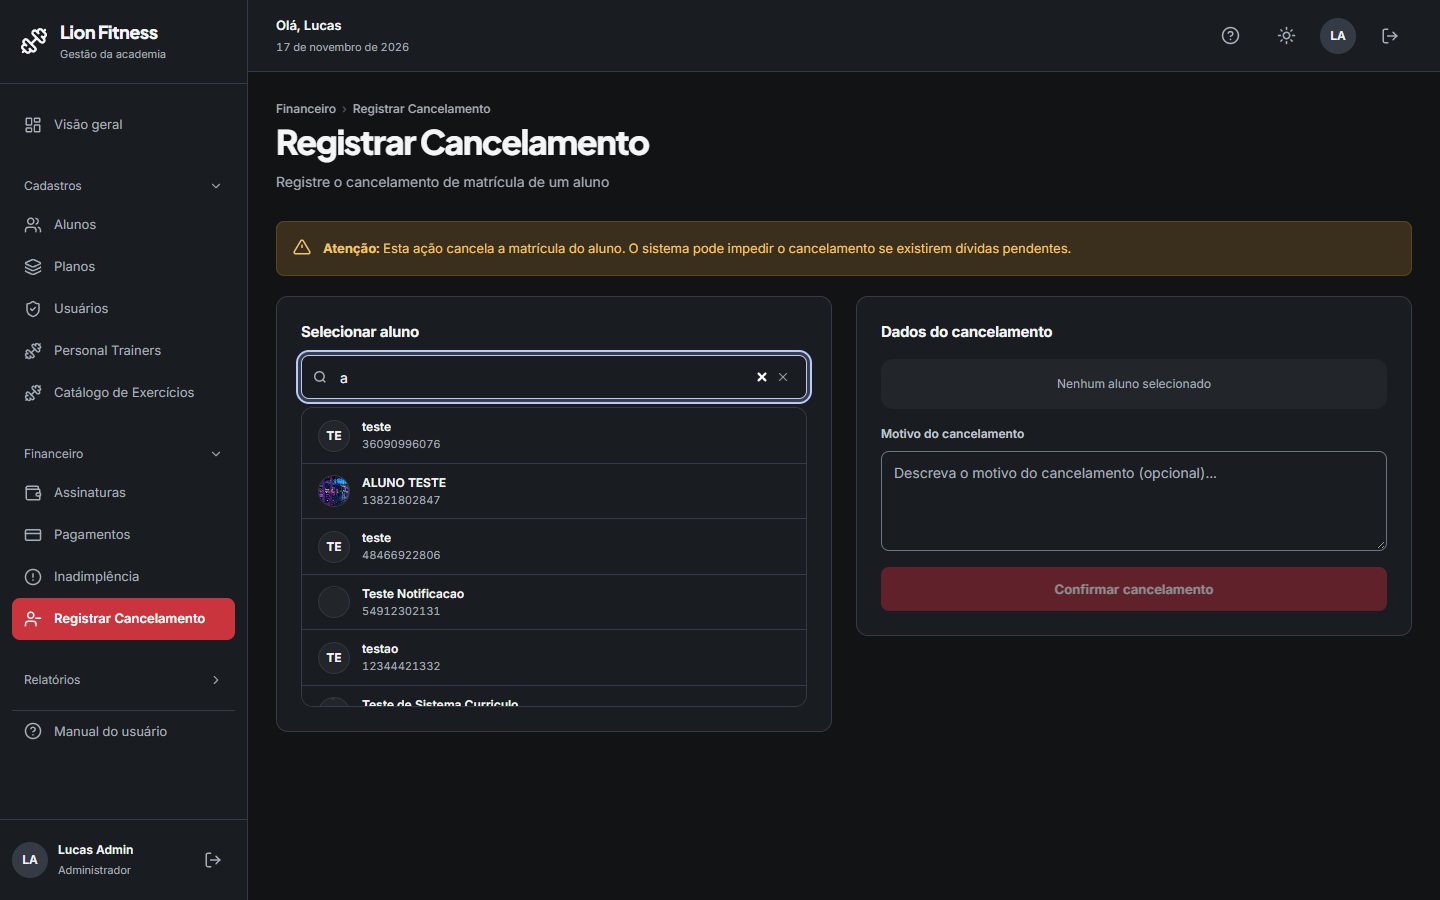 Lion Fitness
Gestão da academia
Visão geral
Cadastros
Alunos
Planos
Usuários
Personal Trainers
Catálogo de Exercícios
Financeiro
Assinaturas
Pagamentos
Inadimplência
Registrar Cancelamento
Relatórios
Manual do usuário
LA
Lucas Admin
Administrador
Olá, Lucas
17 de novembro de 2026
LA
Financeiro › Registrar Cancelamento
Registrar Cancelamento
Registre o cancelamento de matrícula de um aluno
Atenção: Esta ação cancela a matrícula do aluno. O sistema pode impedir o cancelamento se existirem dívidas pendentes.
Selecionar aluno
a
TE
teste
36090996076
ALUNO TESTE
13821802847
TE
teste
48466922806
Teste Notificacao
54912302131
TE
testao
12344421332
Teste de Sistema Curriculo
Dados do cancelamento
Nenhum aluno selecionado
Motivo do cancelamento
Descreva o motivo do cancelamento (opcional)...
Confirmar cancelamento